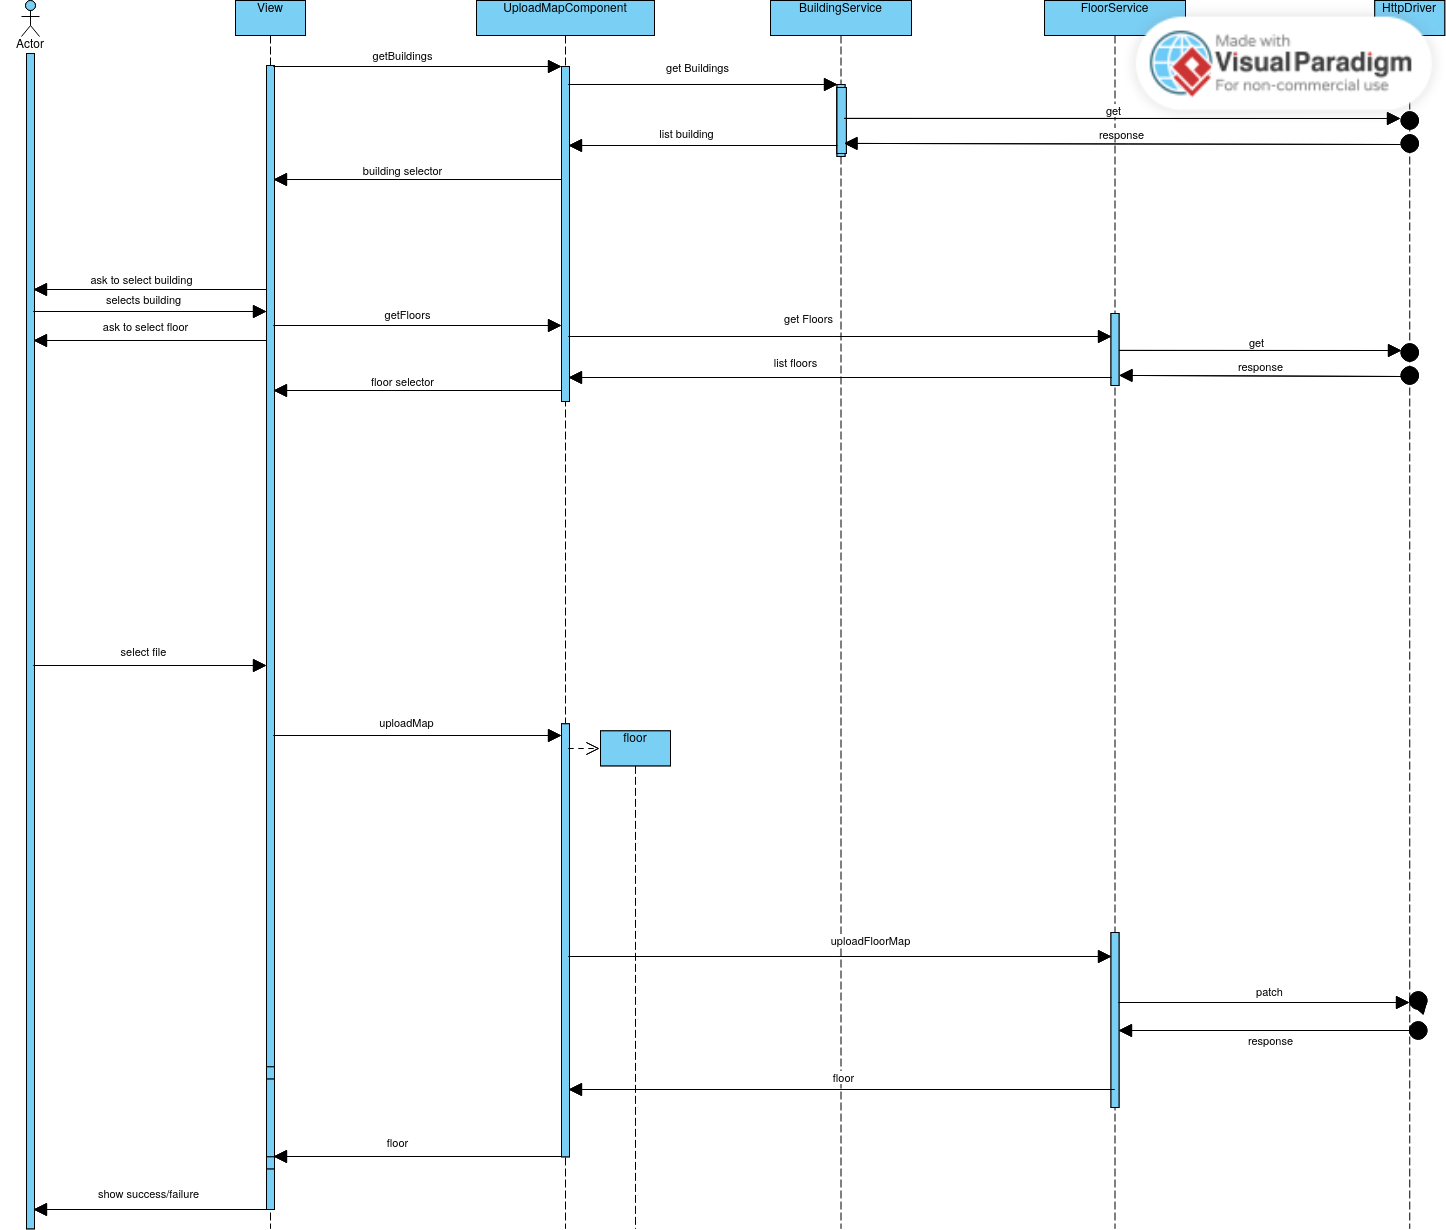 View
UploadMapComponent
BuildingService
FloorService
HttpDriver
Actor
Made with
Visual Paradigm
For non-commercial use
getBuildings
get Buildings
get
list building
response
building selector
ask to select building
selects building
getFloors
get Floors
ask to select floor
get
list floors
response
floor selector
select file
uploadMap
floor
uploadFloorMap
patch
response
floor
floor
show success/failure